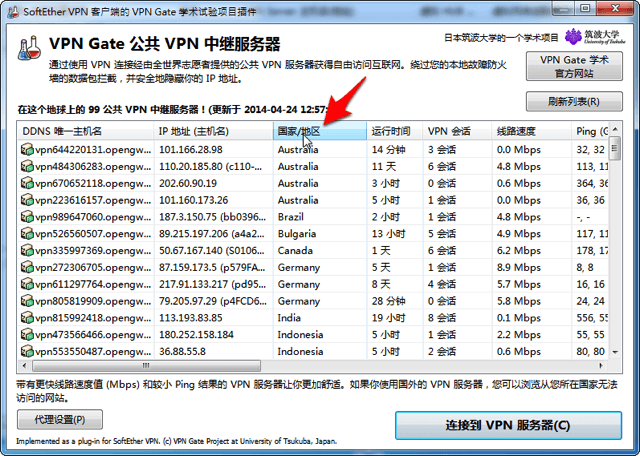 SoftEther VPN 客户端的 VPN Gate 学术试验项目插件
VPN Gate 公共 VPN 中继服务器
日本筑波大学的一个学术项目
筑波大学
University of Tsukuba
通过使用 VPN 连接经由全世界志愿者提供的公共 VPN 服务器获得自由访问互联网。绕过您的本地故障防火
墙的数据包拦截，并安全地隐藏你的 IP 地址。
VPN Gate 学术
官方网站
刷新列表(R)
在这个地球上的 99 公共 VPN 中继服务器！(更新于 2014-04-24 12:57:
DDNS 唯一主机名 IP 地址 (主机名) 国家/地区 运行时间 VPN 会话 线路速度 Ping (G
vpn644220131.opengw... 101.166.28.98 Australia 14 分钟 3 会话 0.0 Mbps 32, 32
vpn484306283.opengw... 110.20.185.80 (c110-... Australia 11 天 6 会话 4.8 Mbps 113, 11
vpn670652118.opengw... 202.60.90.19 Australia 3 小时 0 会话 0.6 Mbps 364, 36
vpn223616157.opengw... 101.160.173.26 Australia 5 小时 1 会话 0.0 Mbps 36, 36
vpn989647060.opengw... 187.3.150.75 (bb0396... Brazil 2 小时 1 会话 4.8 Mbps -, -
vpn526560507.opengw... 89.215.197.206 (a4a2... Bulgaria 13 小时 5 会话 4.9 Mbps 117, 11
vpn335997369.opengw... 50.67.167.140 (S0106... Canada 1 天 6 会话 6.2 Mbps 178, 17
vpn272306705.opengw... 87.159.173.5 (p579FA... Germany 5 天 1 会话 8.9 Mbps 8, 8
vpn611297764.opengw... 217.91.133.217 (pd95... Germany 8 天 4 会话 5.7 Mbps 16, 16
vpn805819909.opengw... 79.205.97.29 (p4FCD6... Germany 28 分钟 0 会话 5.8 Mbps 24, 24
vpn815992418.opengw... 113.193.83.85 India 19 小时 8 会话 0.1 Mbps 556, 55
vpn473566466.opengw... 180.252.158.184 Indonesia 5 小时 1 会话 2.2 Mbps 55, 55
vpn553550487.opengw... 36.88.55.8 Indonesia 5 小时 2 会话 0.6 Mbps 80, 80
带有更快线路速度值 (Mbps) 和较小 Ping 结果的 VPN 服务器让你更加舒适。如果你使用国外的 VPN 服务器，您可以浏览从您所在国家无法
访问的网站。
代理设置(P)
连接到 VPN 服务器(C)
Implemented as a plug-in for SoftEther VPN. (c) VPN Gate Project at University of Tsukuba, Japan.